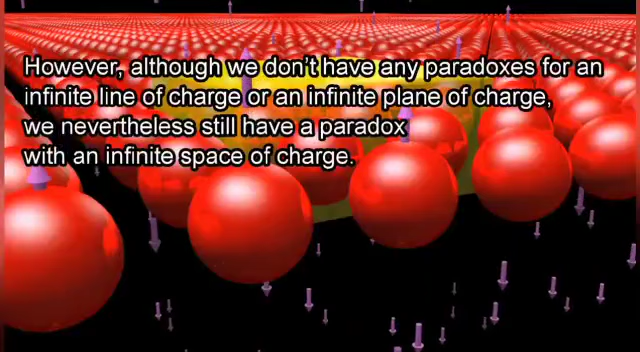 However, although we don't have any paradoxes for an
infinite line of charge or an infinite plane of charge,
we nevertheless still have a paradox
with an infinite space of charge.